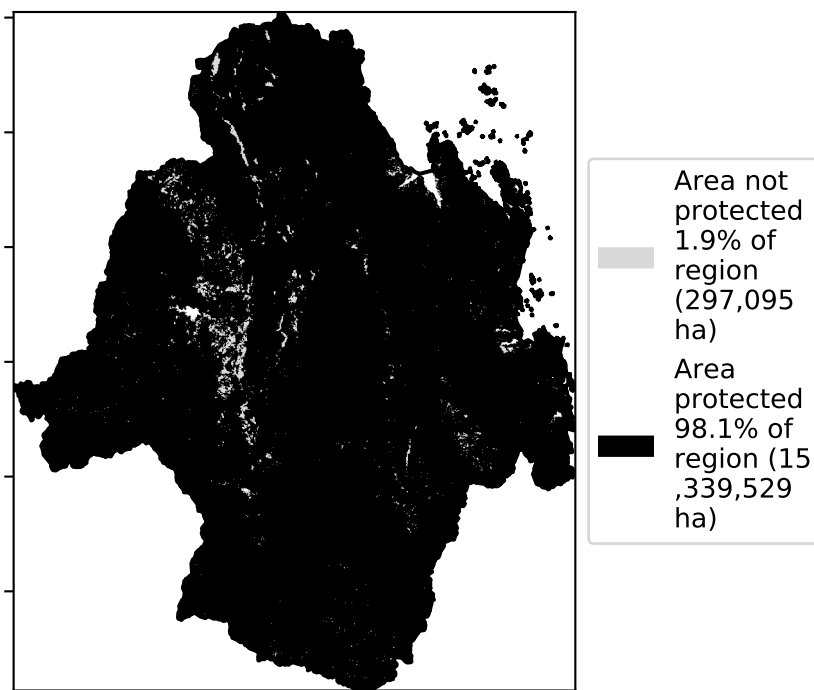 Area not
protected
1.9% of
region
(297,095
ha)
Area
protected
98.1% of
region (15
,339,529
ha)